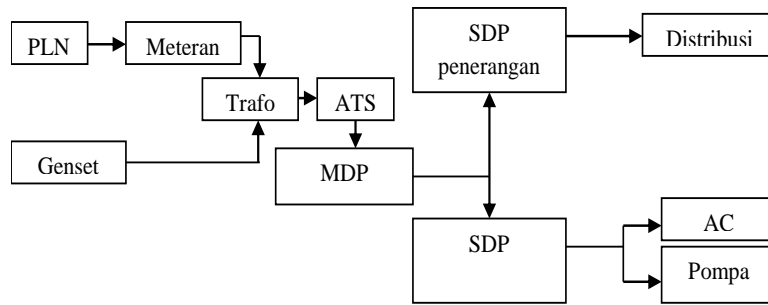 PLN
Meteran
Trafo
ATS
Genset
MDP
SDP
penerangan
Distribusi
SDP
AC
Pompa